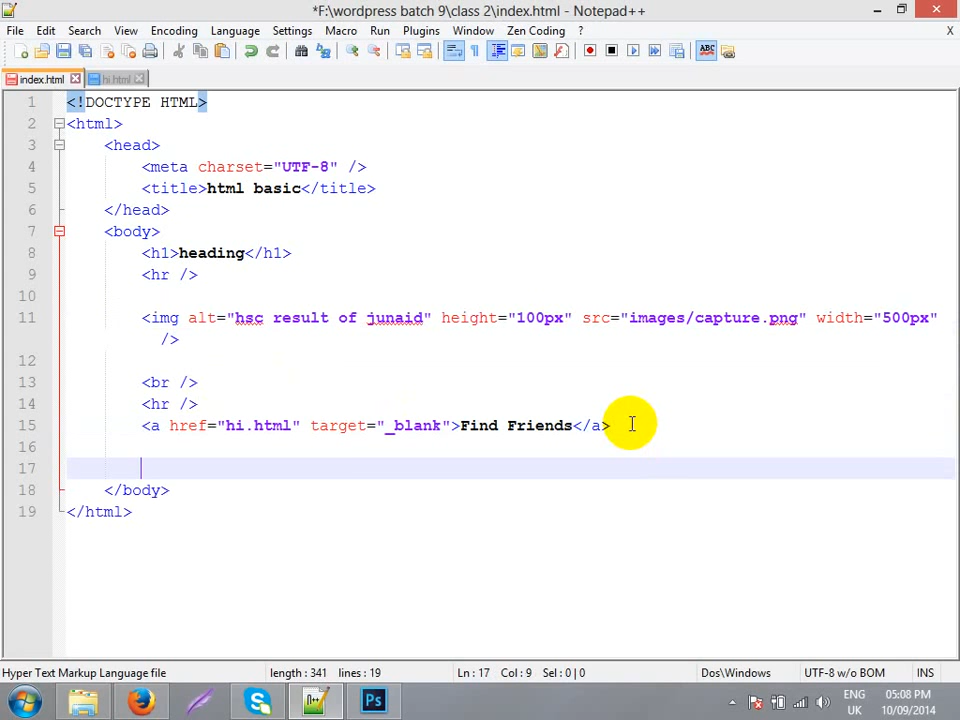 *F:\wordpress batch 9\class 2\index.html - Notepad++
File Edit Search View Encoding Language Settings Macro Run Plugins Window Zen Coding ? X
index.html hi.html
1 <!DOCTYPE HTML>
2 <html>
3 <head>
4 <meta charset="UTF-8" />
5 <title>html basic</title>
6 </head>
7 <body>
8 <h1>heading</h1>
9 <hr />
10
11 <img alt="hsc result of junaid" height="100px" src="images/capture.png" width="500px"
/>
12
13 <br />
14 <hr />
15 <a href="hi.html" target="_blank">Find Friends</a>
16
17
18 </body>
19 </html>
Hyper Text Markup Language file length : 341 lines : 19 Ln : 17 Col : 9 Sel : 0 | 0 Dos\Windows UTF-8 w/o BOM INS
ENG 05:08 PM
UK 10/09/2014
Ps